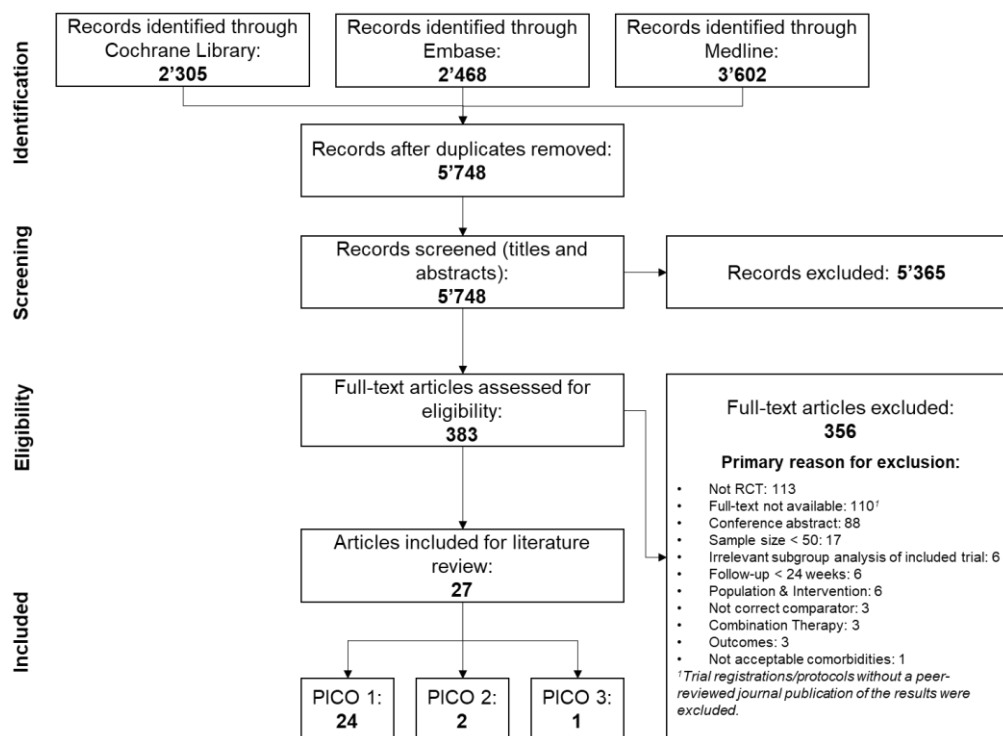 Identification
Records identified through
Cochrane Library:
2’305
Records identified through
Embase:
2’468
Records identified through
Medline:
3’602
Records after duplicates removed:
5’748
Screening
Records screened (titles and
abstracts):
5’748
Records excluded: 5’365
Eligibility
Full-text articles assessed for
eligibility:
383
Full-text articles excluded:
356
Primary reason for exclusion:
• Not RCT: 113
• Full-text not available: 110¹
• Conference abstract: 88
• Sample size < 50: 17
• Irrelevant subgroup analysis of included trial: 6
• Follow-up < 24 weeks: 6
• Population & Intervention: 6
• Not correct comparator: 3
• Combination Therapy: 3
• Outcomes: 3
• Not acceptable comorbidities: 1
¹Trial registrations/protocols without a peer-
reviewed journal publication of the results were
excluded.
Included
Articles included for literature
review:
27
PICO 1:
24
PICO 2:
2
PICO 3:
1